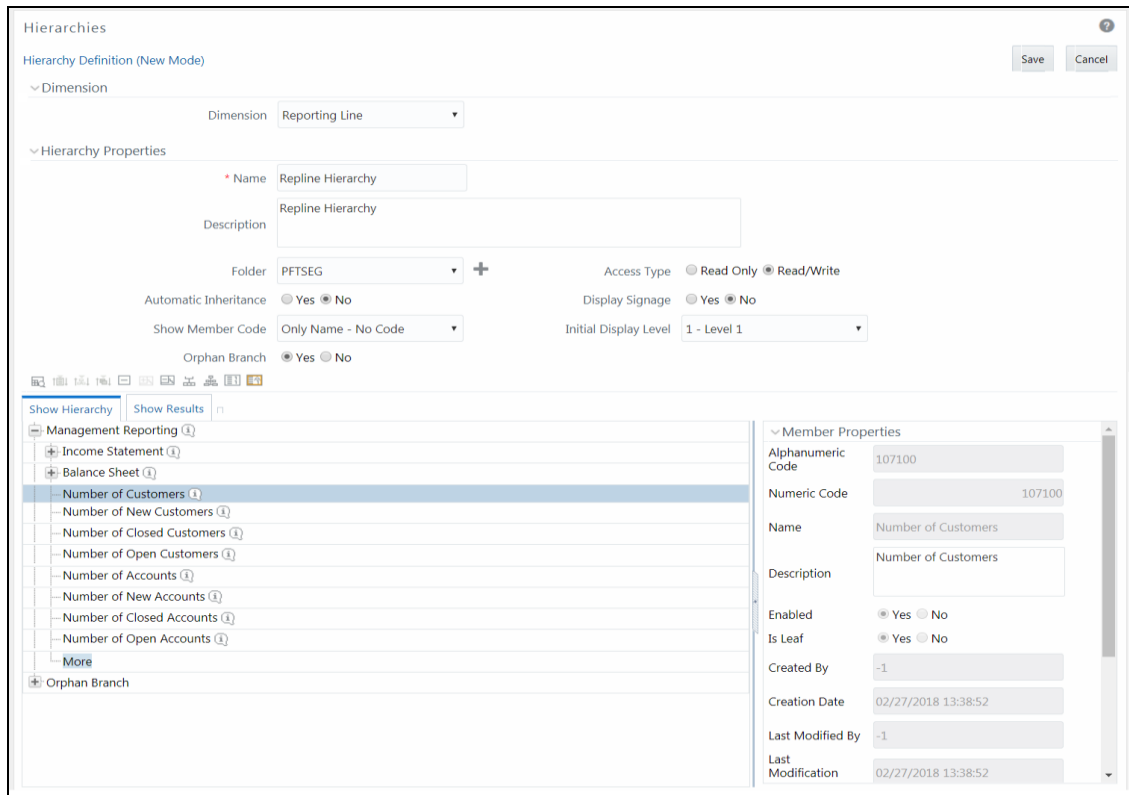 Hierarchies
Hierarchy Definition (New Mode)
Save Cancel
Dimension
Dimension Reporting Line
Hierarchy Properties
* Name Repline Hierarchy
Description Repline Hierarchy
Folder PFTSEG Access Type Read Only Read/Write
Automatic Inheritance Yes No Display Signage Yes No
Show Member Code Only Name - No Code Initial Display Level 1 - Level 1
Orphan Branch Yes No
Show Hierarchy Show Results
Management Reporting
Income Statement
Balance Sheet
Number of Customers
Number of New Customers
Number of Closed Customers
Number of Open Customers
Number of Accounts
Number of New Accounts
Number of Closed Accounts
Number of Open Accounts
More
Orphan Branch
Member Properties
Alphanumeric Code 107100
Numeric Code 107100
Name Number of Customers
Description Number of Customers
Enabled Yes No
Is Leaf Yes No
Created By -1
Creation Date 02/27/2018 13:38:52
Last Modified By -1
Last Modification 02/27/2018 13:38:52